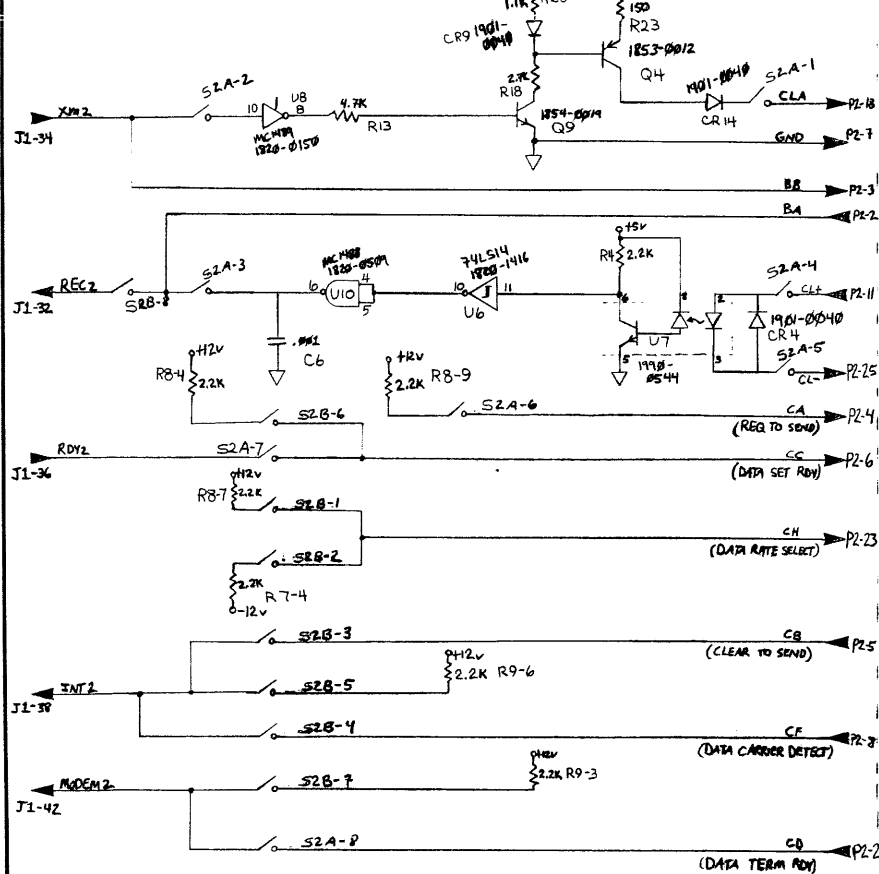 1.1K
150
R23
CR9 1901-
0040
1853-0012
Q4
2.7K
R18
1901-0040
S2A-1
CLA
P2-18
CR14
XM2
J1-34
S2A-2
10
U8
8
MC1489
1820-0150
4.7K
R13
1854-0019
Q9
GND
P2-7
BB
P2-3
BA
P2-2
+5V
R4
2.2K
REC2
J1-32
S2B-8
S2A-3
MC1488
1820-0509
6
U10
4
5
74LS14
1820-1416
10
11
U6
6
8
2
U7
5
3
1990-
0544
S2A-4
CL+
P2-11
1901-0040
CR4
S2A-5
CL-
P2-25
.001
C6
+12V
R8-4
2.2K
+12V
2.2K
R8-9
S2B-6
S2A-6
CA
P2-4
(REQ TO SEND)
RDY2
J1-36
S2A-7
CC
P2-6
(DATA SET RDY)
+12V
R8-7
2.2K
S2B-1
CH
P2-23
(DATA RATE SELECT)
S2B-2
2.2K
R7-4
-12V
S2B-3
CB
P2-5
(CLEAR TO SEND)
+12V
2.2K R9-6
INT2
J1-38
S2B-5
S2B-4
CF
P2-8
(DATA CARRIER DETECT)
+12V
2.2K R9-3
MODEM2
J1-42
S2B-7
S2A-8
CD
P2-2
(DATA TERM RDY)